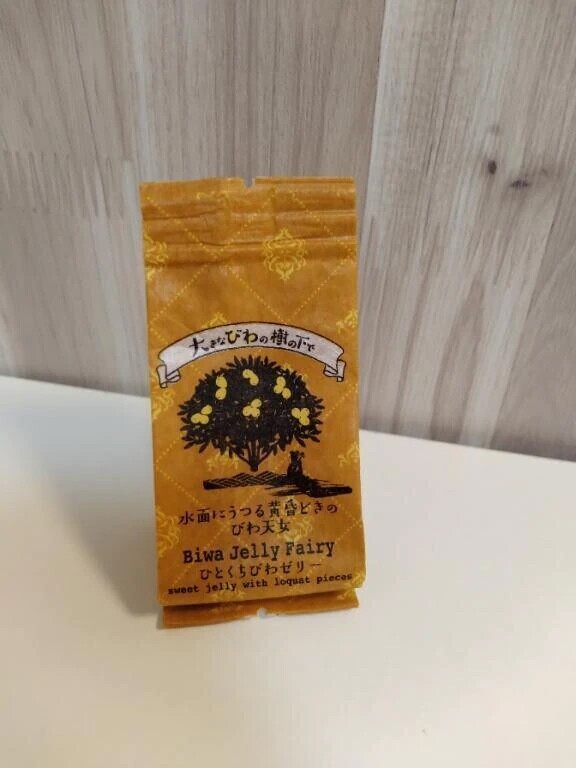 大きなびわの樹の下で
水面にうつる黄昏どきの
びわ天女
Biwa Jelly Fairy
ひとくちびわゼリー
sweet jelly with loquat pieces